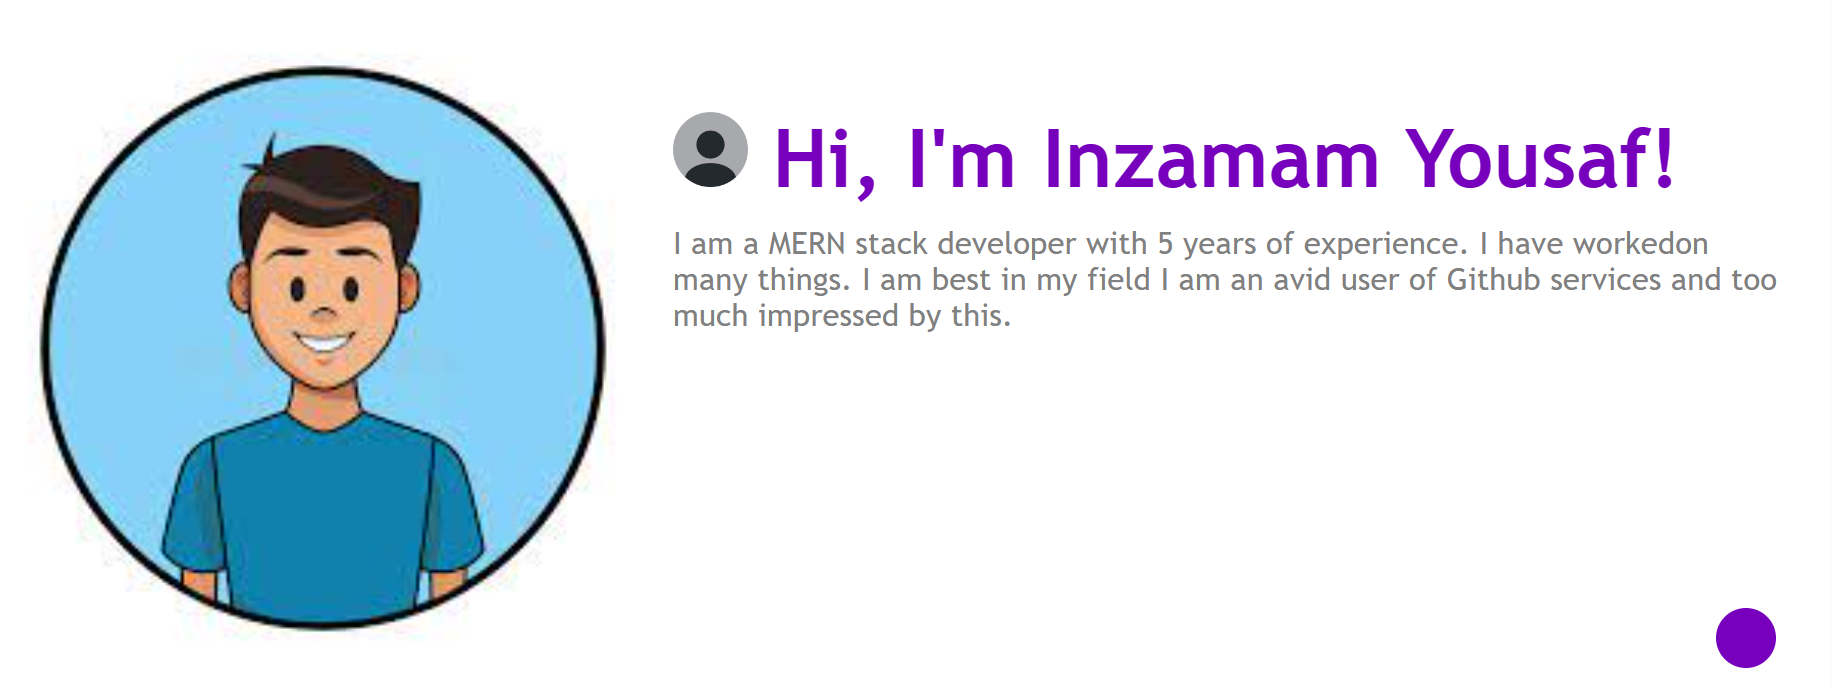 Hi, I'm Inzamam Yousaf!
I am a MERN stack developer with 5 years of experience. I have workedon
many things. I am best in my field I am an avid user of Github services and too
much impressed by this.